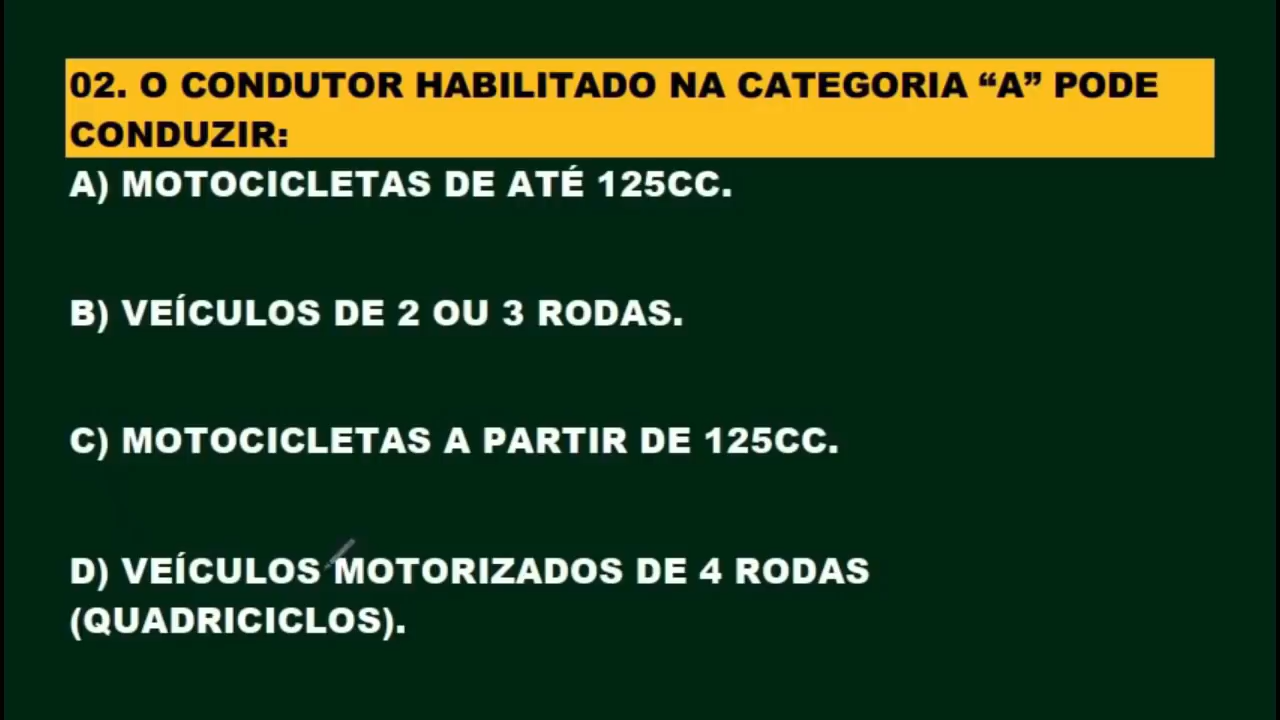 02. O CONDUTOR HABILITADO NA CATEGORIA “A” PODE
CONDUZIR:
A) MOTOCICLETAS DE ATÉ 125CC.
B) VEÍCULOS DE 2 OU 3 RODAS.
C) MOTOCICLETAS A PARTIR DE 125CC.
D) VEÍCULOS MOTORIZADOS DE 4 RODAS
(QUADRICICLOS).